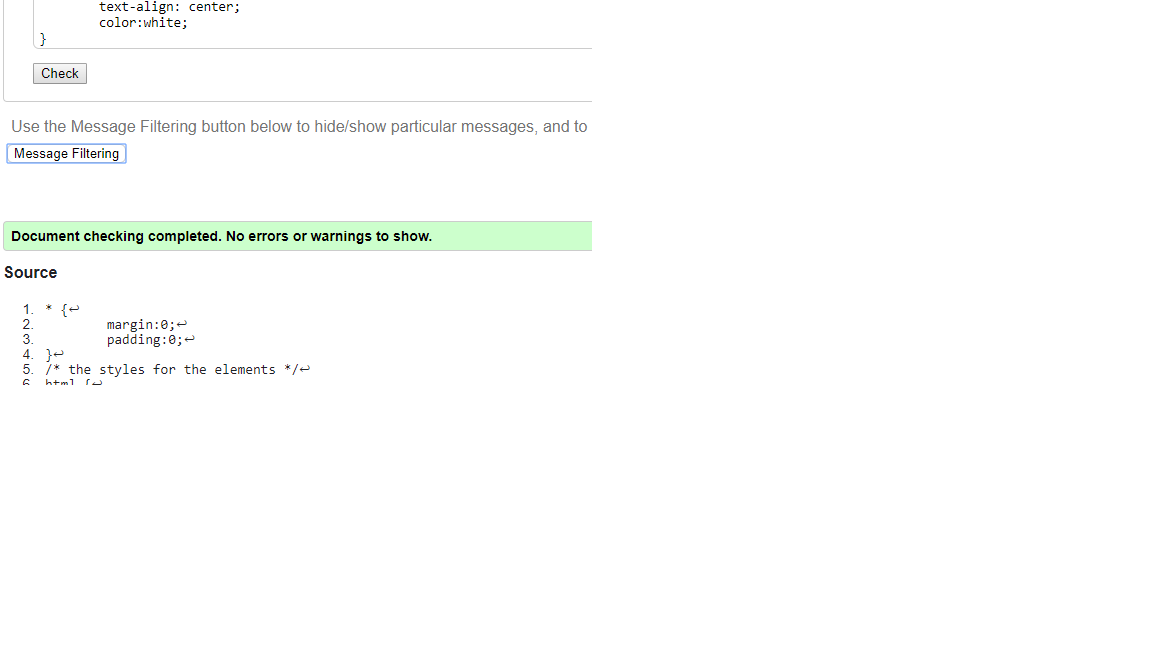 text-align: center;
color:white;
}
Check
Use the Message Filtering button below to hide/show particular messages, and to
Message Filtering
Document checking completed. No errors or warnings to show.
Source
1. * {↩
2. margin:0;↩
3. padding:0;↩
4. }↩
5. /* the styles for the elements */↩
6. html {↩